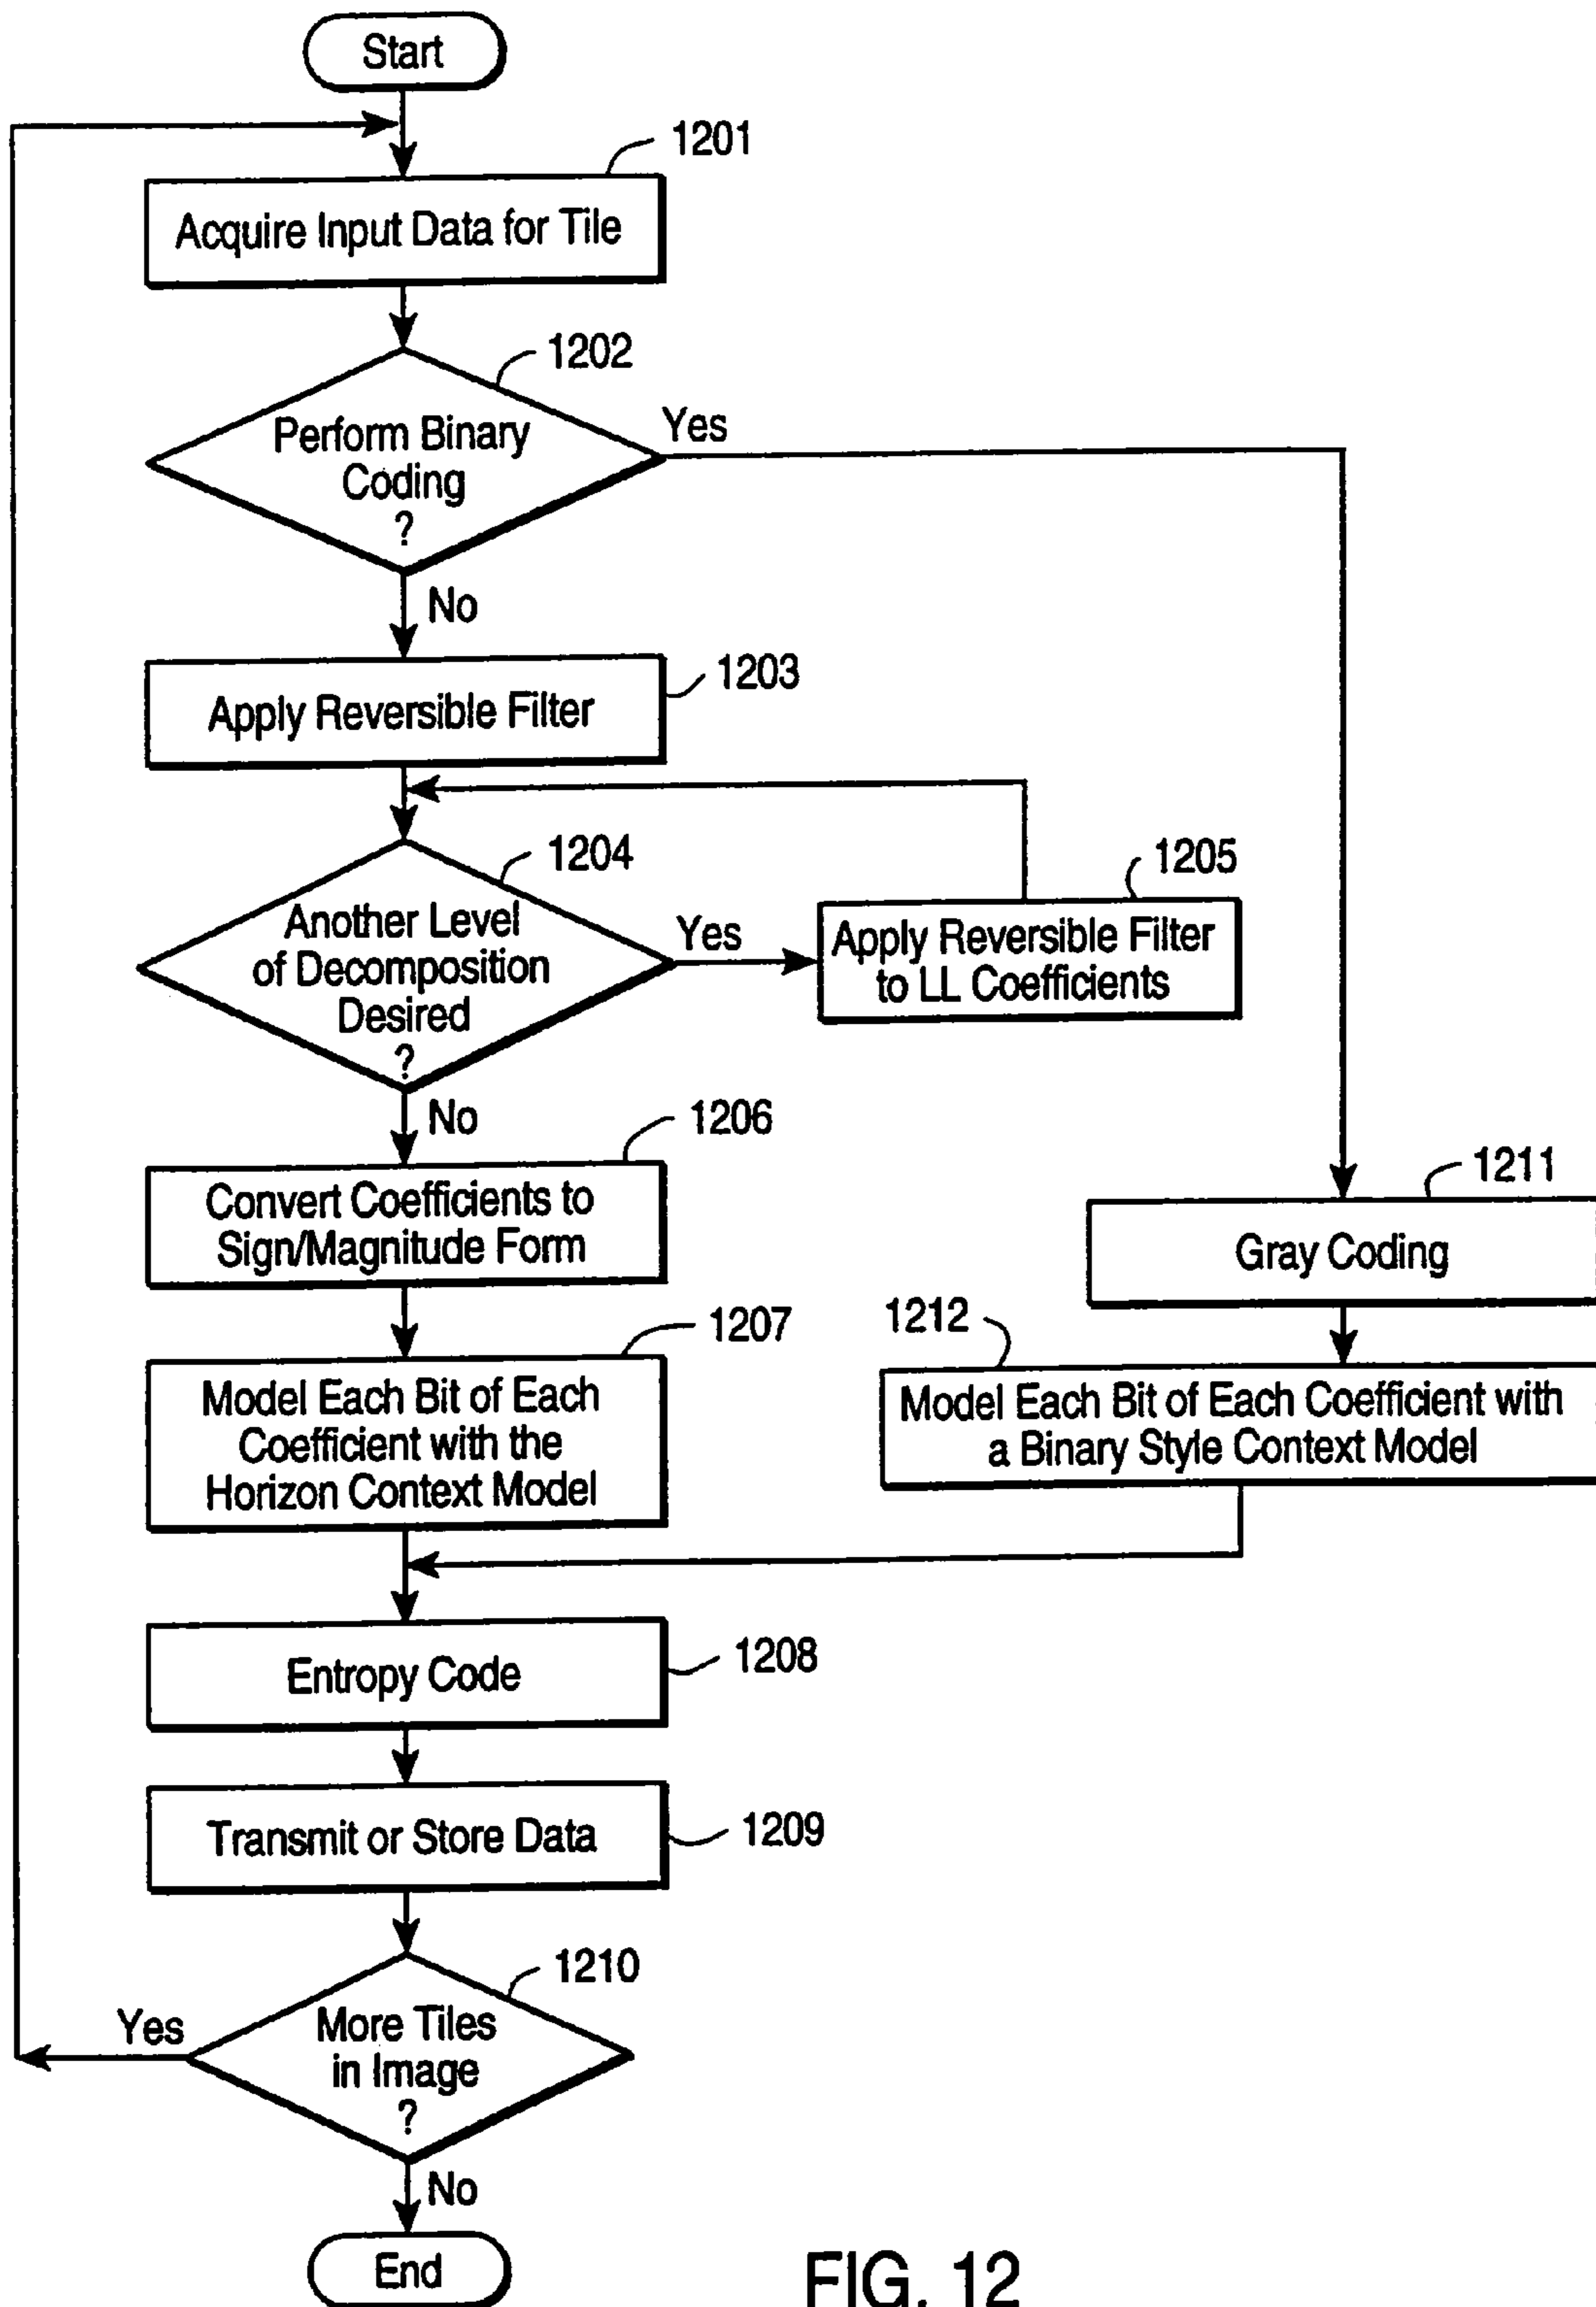 Start
1201
Acquire Input Data for Tile
1202
Perform Binary
Coding
?
Yes
No
1203
Apply Reversible Filter
1204
Another Level
of Decomposition
Desired
?
Yes
1205
Apply Reversible Filter
to LL Coefficients
No
1206
Convert Coefficients to
Sign/Magnitude Form
1211
Gray Coding
1207
Model Each Bit of Each
Coefficient with the
Horizon Context Model
1212
Model Each Bit of Each Coefficient with
a Binary Style Context Model
1208
Entropy Code
1209
Transmit or Store Data
1210
More Tiles
in Image
?
Yes
No
End
FIG. 12